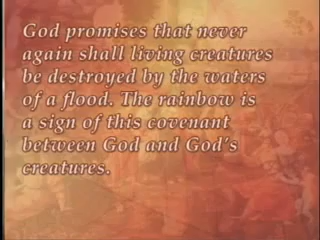 God promises that never
again shall living creatures
be destroyed by the waters
of a flood. The rainbow is
a sign of this covenant
between God and God's
creatures.